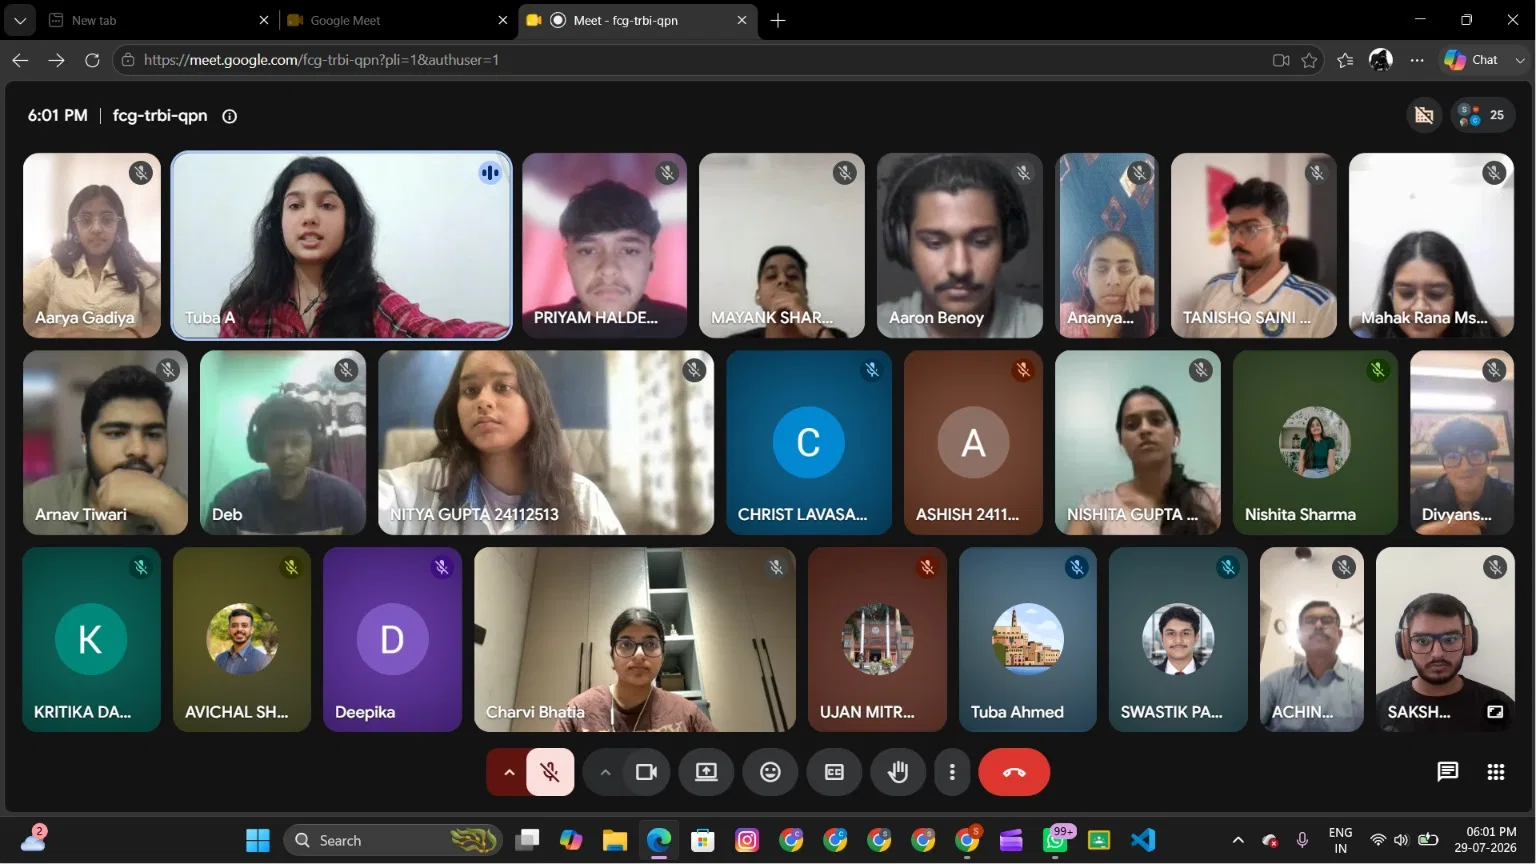 New tab
Google Meet
Meet - fcg-trbi-qpn
https://meet.google.com/fcg-trbi-qpn?pli=1&authuser=1
Chat
6:01 PM | fcg-trbi-qpn
25
Aarya Gadiya
Tuba A
PRIYAM HALDE...
MAYANK SHAR...
Aaron Benoy
Ananya...
TANISHQ SAINI ...
Mahak Rana Ms...
Arnav Tiwari
Deb
NITYA GUPTA 24112513
C
CHRIST LAVASA...
A
ASHISH 2411...
NISHITA GUPTA ...
Nishita Sharma
Divyans...
K
KRITIKA DA...
AVICHAL SH...
D
Deepika
Charvi Bhatia
UJAN MITR...
Tuba Ahmed
SWASTIK PA...
ACHIN...
SAKSH...
2
Search
99+
ENG
IN
06:01 PM
29-07-2026